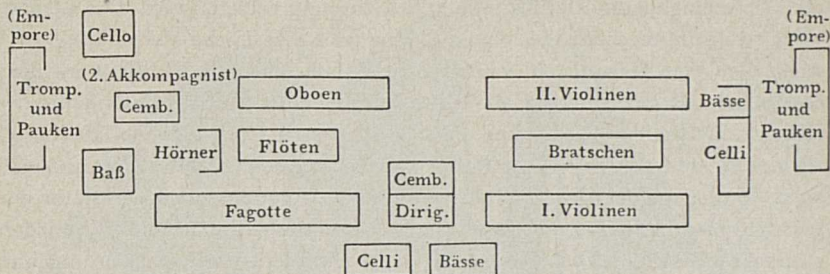 (Em-
pore)
Cello
(Em-
pore)
(2. Akkompagnist)
Tromp.
und
Pauken
Cemb.
Oboen
II. Violinen
Bässe
Tromp.
und
Pauken
Hörner
Flöten
Bratschen
Celli
Baß
Cemb.
Fagotte
Dirig.
I. Violinen
Celli
Bässe